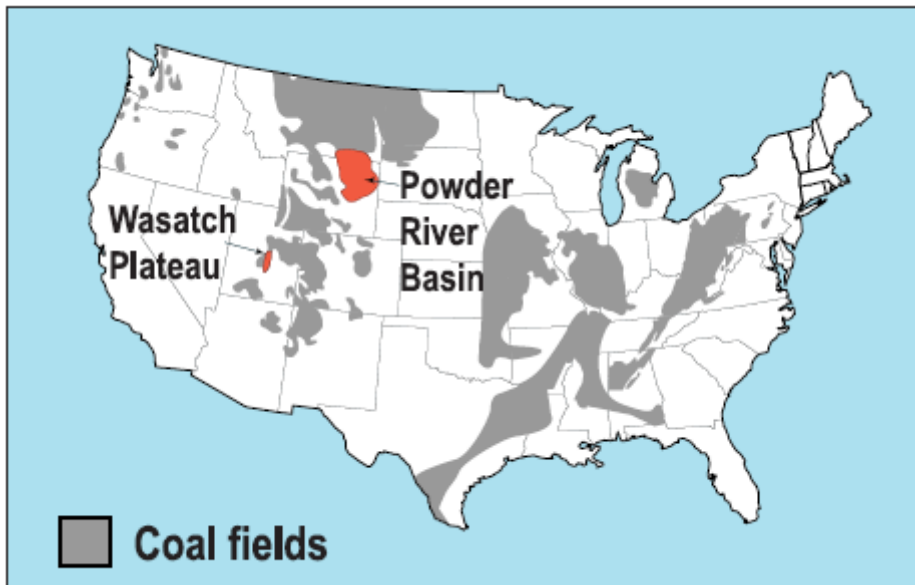 Powder
River
Basin
Wasatch
Plateau
Coal fields